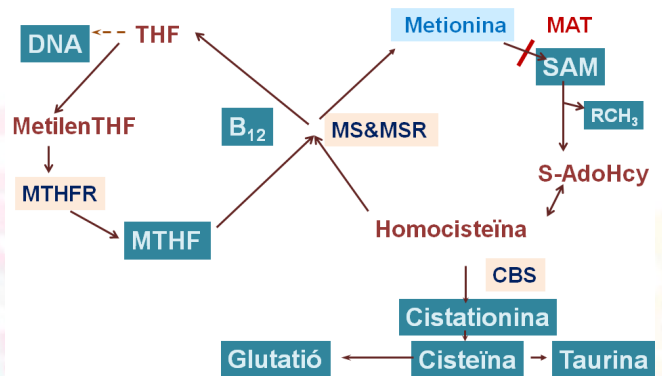 DNA
THF
Metionina
MAT
SAM
RCH₃
MetilenTHF
B₁₂
MS&MSR
MTHFR
S-AdoHcy
MTHF
Homocisteïna
CBS
Cistationina
Glutatió
Cisteïna
Taurina